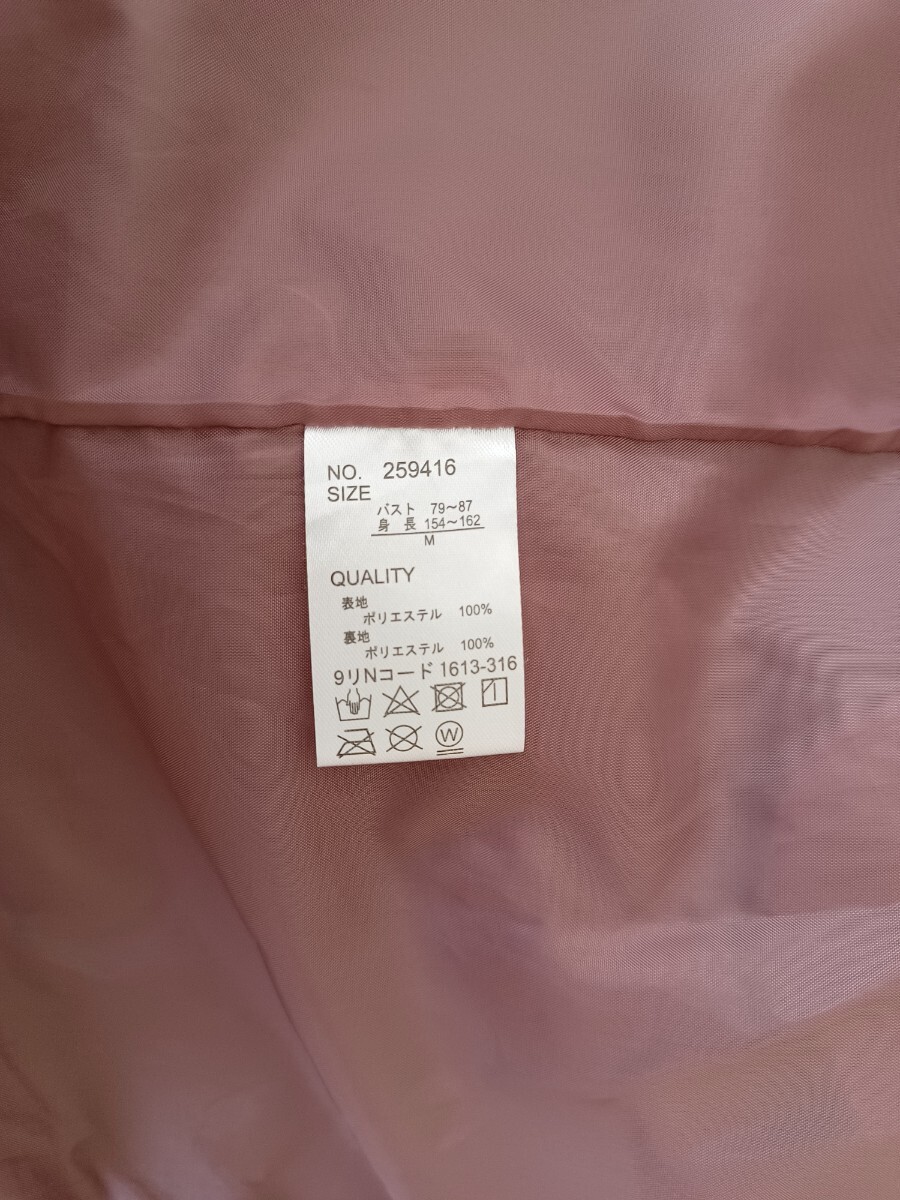 NO. 259416
SIZE
バスト 79~87
身 長 154~162
M
QUALITY
表地
ポリエステル 100%
裏地
ポリエステル 100%
9リNコード 1613-316
W